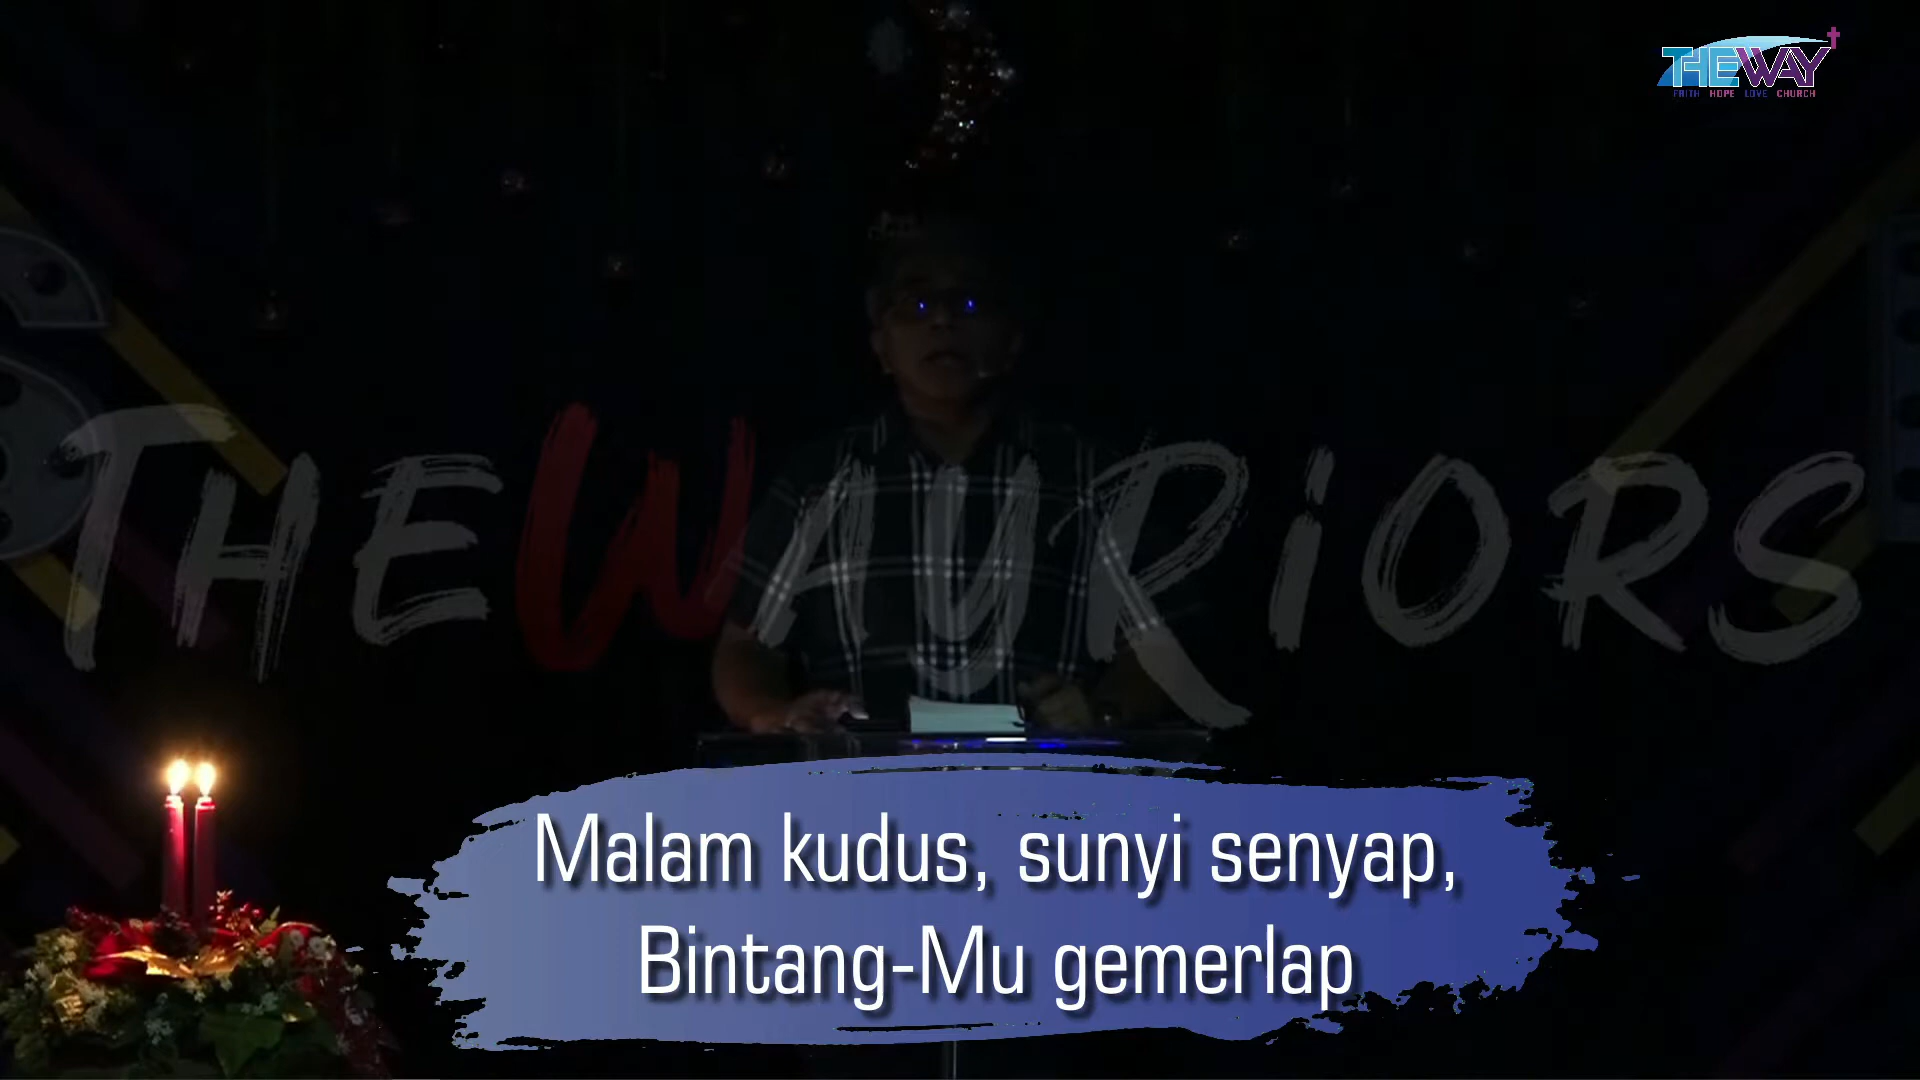 THEWAY
FAITH HOPE LOVE CHURCH
THEWAYRiORS
Malam kudus, sunyi senyap,
Bintang-Mu gemerlap